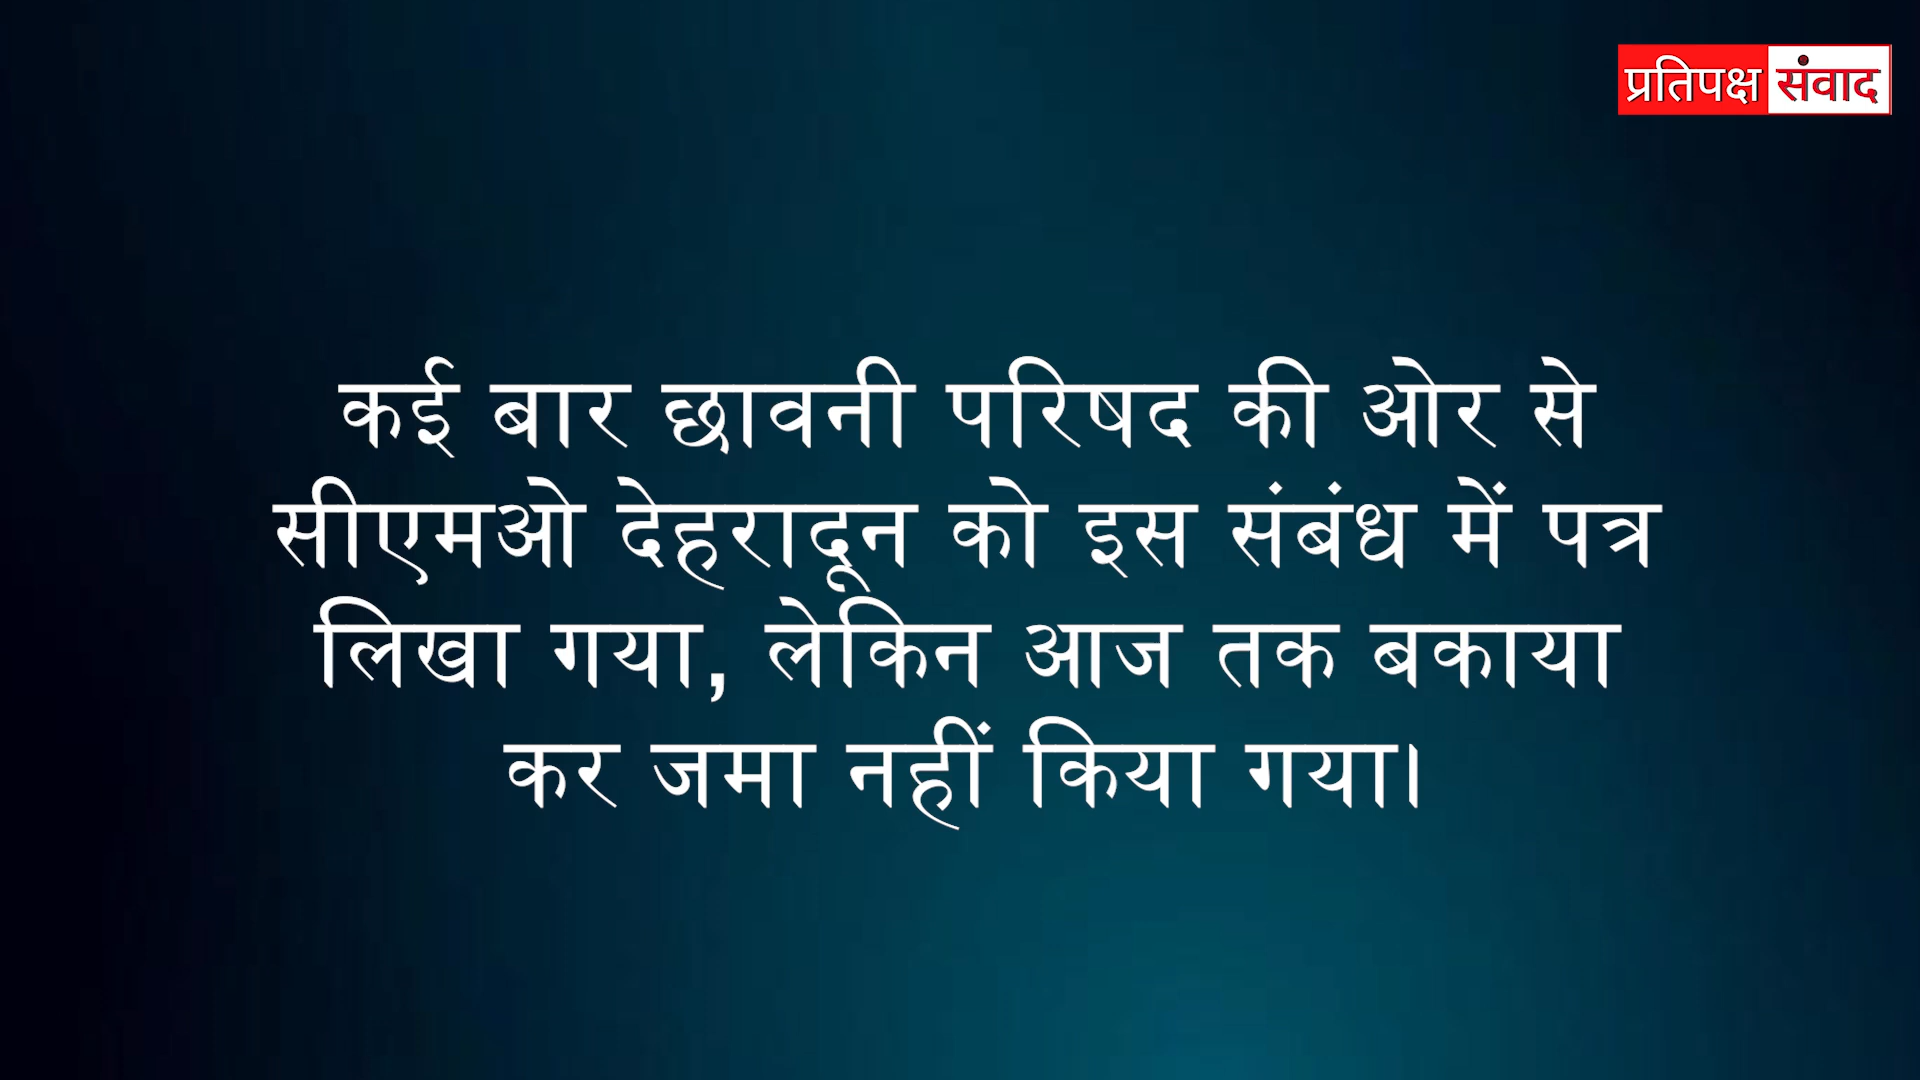 प्रतिपक्ष संवाद
कई बार छावनी परिषद की ओर से
सीएमओ देहरादून को इस संबंध में पत्र
लिखा गया, लेकिन आज तक बकाया
कर जमा नहीं किया गया।